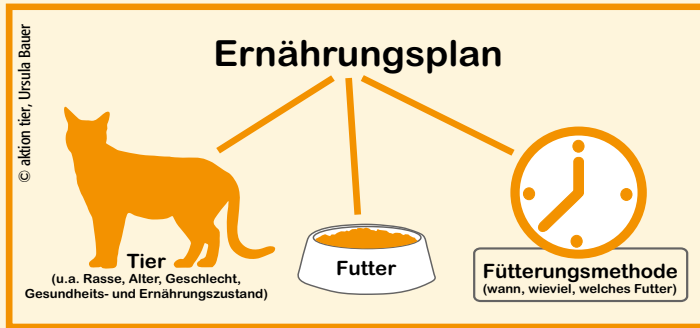 Ernährungsplan
© aktion tier, Ursula Bauer
Tier
(u.a. Rasse, Alter, Geschlecht,
Gesundheits- und Ernährungszustand)
Futter
Fütterungsmethode
(wann, wieviel, welches Futter)